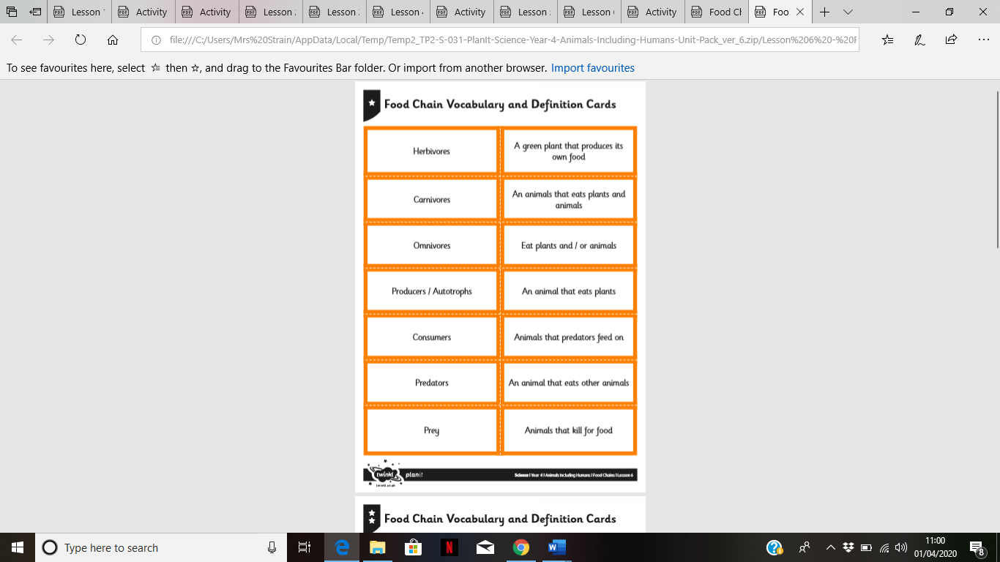 Lesson
Activity
Activity
Lesson
Lesson
Lesson
Activity
Lesson
Lesson
Activity
Food Ch
Foo
file:///C:/Users/Mrs%20Strain/AppData/Local/Temp/Temp2_TP2-S-031-PlanIt-Science-Year-4-Animals-Including-Humans-Unit-Pack_ver_6.zip/Lesson%206%20-%20F
To see favourites here, select then , and drag to the Favourites Bar folder. Or import from another browser. Import favourites
Food Chain Vocabulary and Definition Cards
Herbivores
A green plant that produces its
own food
Carnivores
An animals that eats plants and
animals
Omnivores
Eat plants and / or animals
Producers / Autotrophs
An animal that eats plants
Consumers
Animals that predators feed on
Predators
An animal that eats other animals
Prey
Animals that kill for food
twinkl planit
twinkl.co.uk
Science | Year 4 | Animals Including Humans | Food Chains | Lesson 6
Food Chain Vocabulary and Definition Cards
Type here to search
11:00
01/04/2020
8